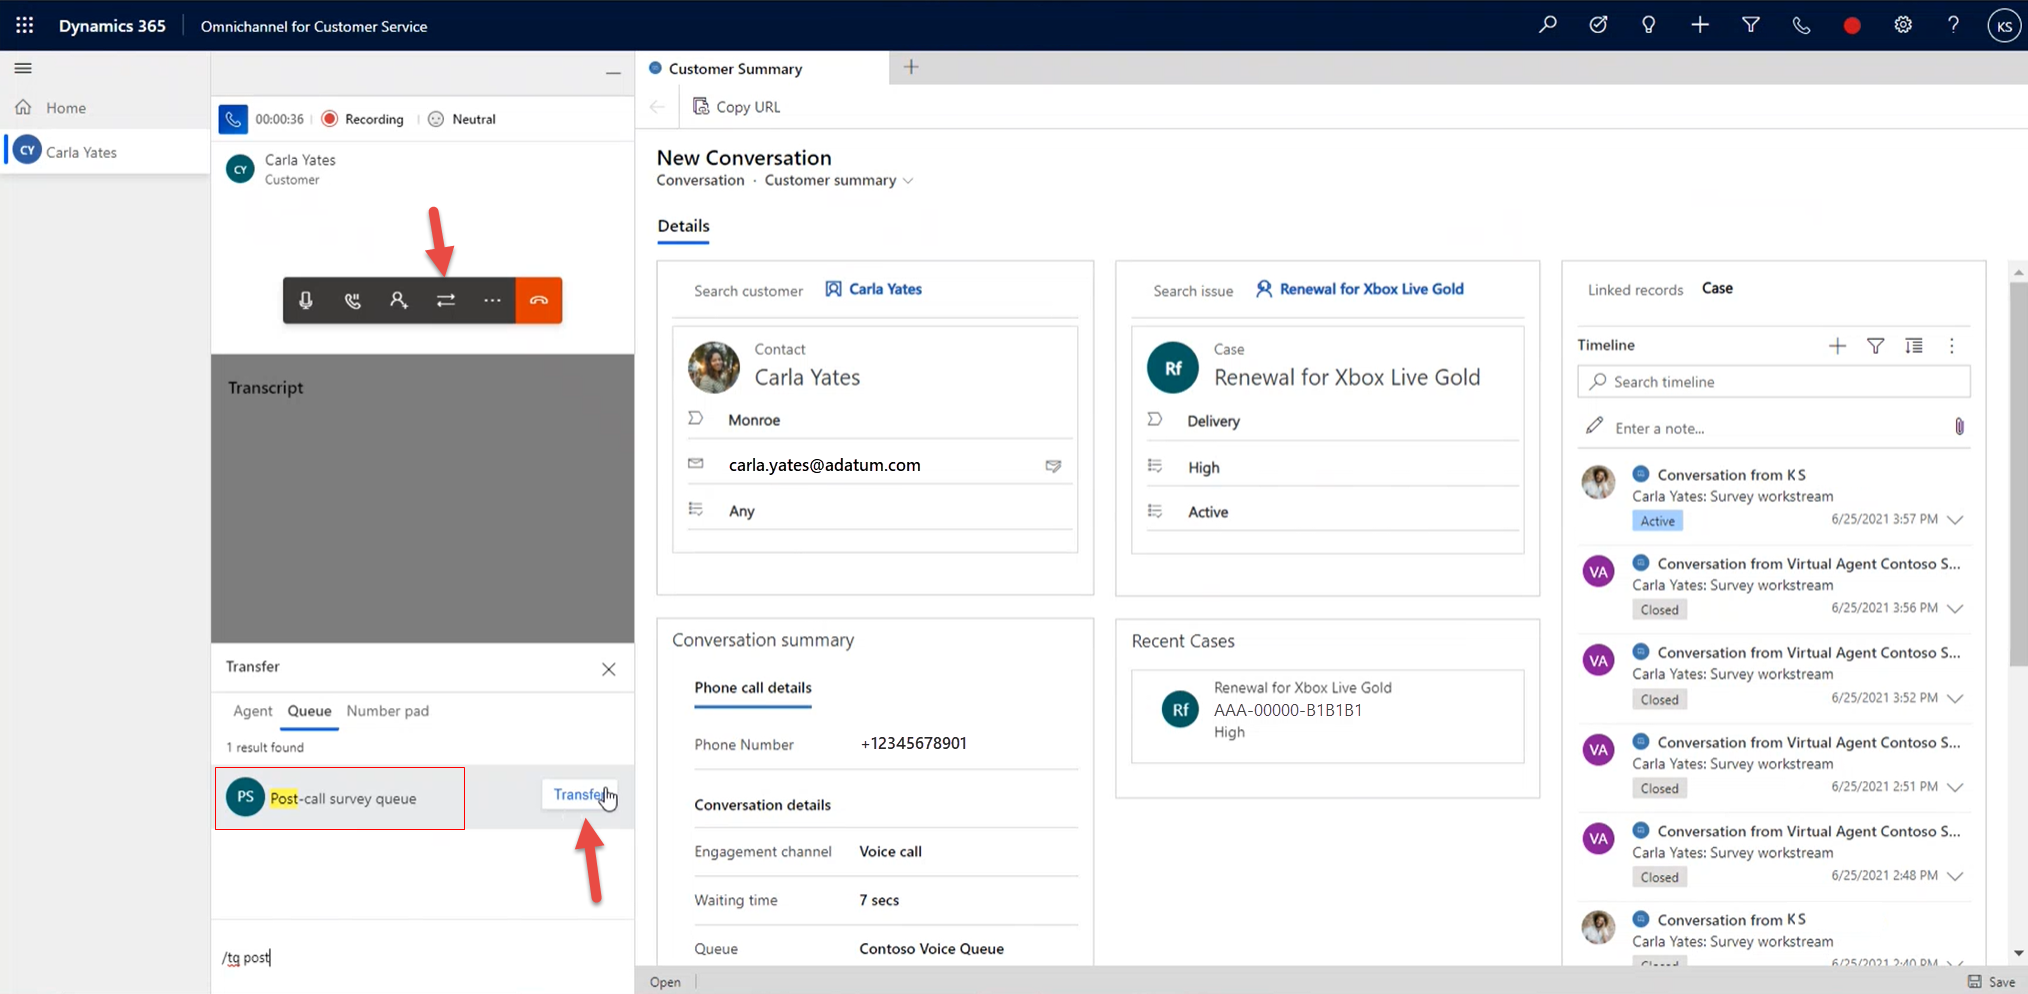 Dynamics 365
Omnichannel for Customer Service
KS
Home
CY
Carla Yates
00:00:36
Recording
Neutral
CY
Carla Yates
Customer
Transcript
Transfer
Agent
Queue
Number pad
1 result found
PS
Post-call survey queue
Transfer
/tq post
Customer Summary
Copy URL
New Conversation
Conversation · Customer summary
Details
Search customer
Carla Yates
Contact
Carla Yates
Monroe
carla.yates@adatum.com
Any
Search issue
Renewal for Xbox Live Gold
Rf
Case
Renewal for Xbox Live Gold
Delivery
High
Active
Conversation summary
Phone call details
Phone Number
+12345678901
Conversation details
Engagement channel
Voice call
Waiting time
7 secs
Queue
Contoso Voice Queue
Recent Cases
Rf
Renewal for Xbox Live Gold
AAA-00000-B1B1B1
High
Linked records
Case
Timeline
Search timeline
Enter a note...
Conversation from K S
Carla Yates: Survey workstream
Active
6/25/2021 3:57 PM
VA
Conversation from Virtual Agent Contoso S...
Carla Yates: Survey workstream
Closed
6/25/2021 3:56 PM
VA
Conversation from Virtual Agent Contoso S...
Carla Yates: Survey workstream
Closed
6/25/2021 3:52 PM
VA
Conversation from Virtual Agent Contoso S...
Carla Yates: Survey workstream
Closed
6/25/2021 2:51 PM
VA
Conversation from Virtual Agent Contoso S...
Carla Yates: Survey workstream
Closed
6/25/2021 2:48 PM
Conversation from K S
Carla Yates: Survey workstream
Closed
6/25/2021 2:40 PM
Open
Save